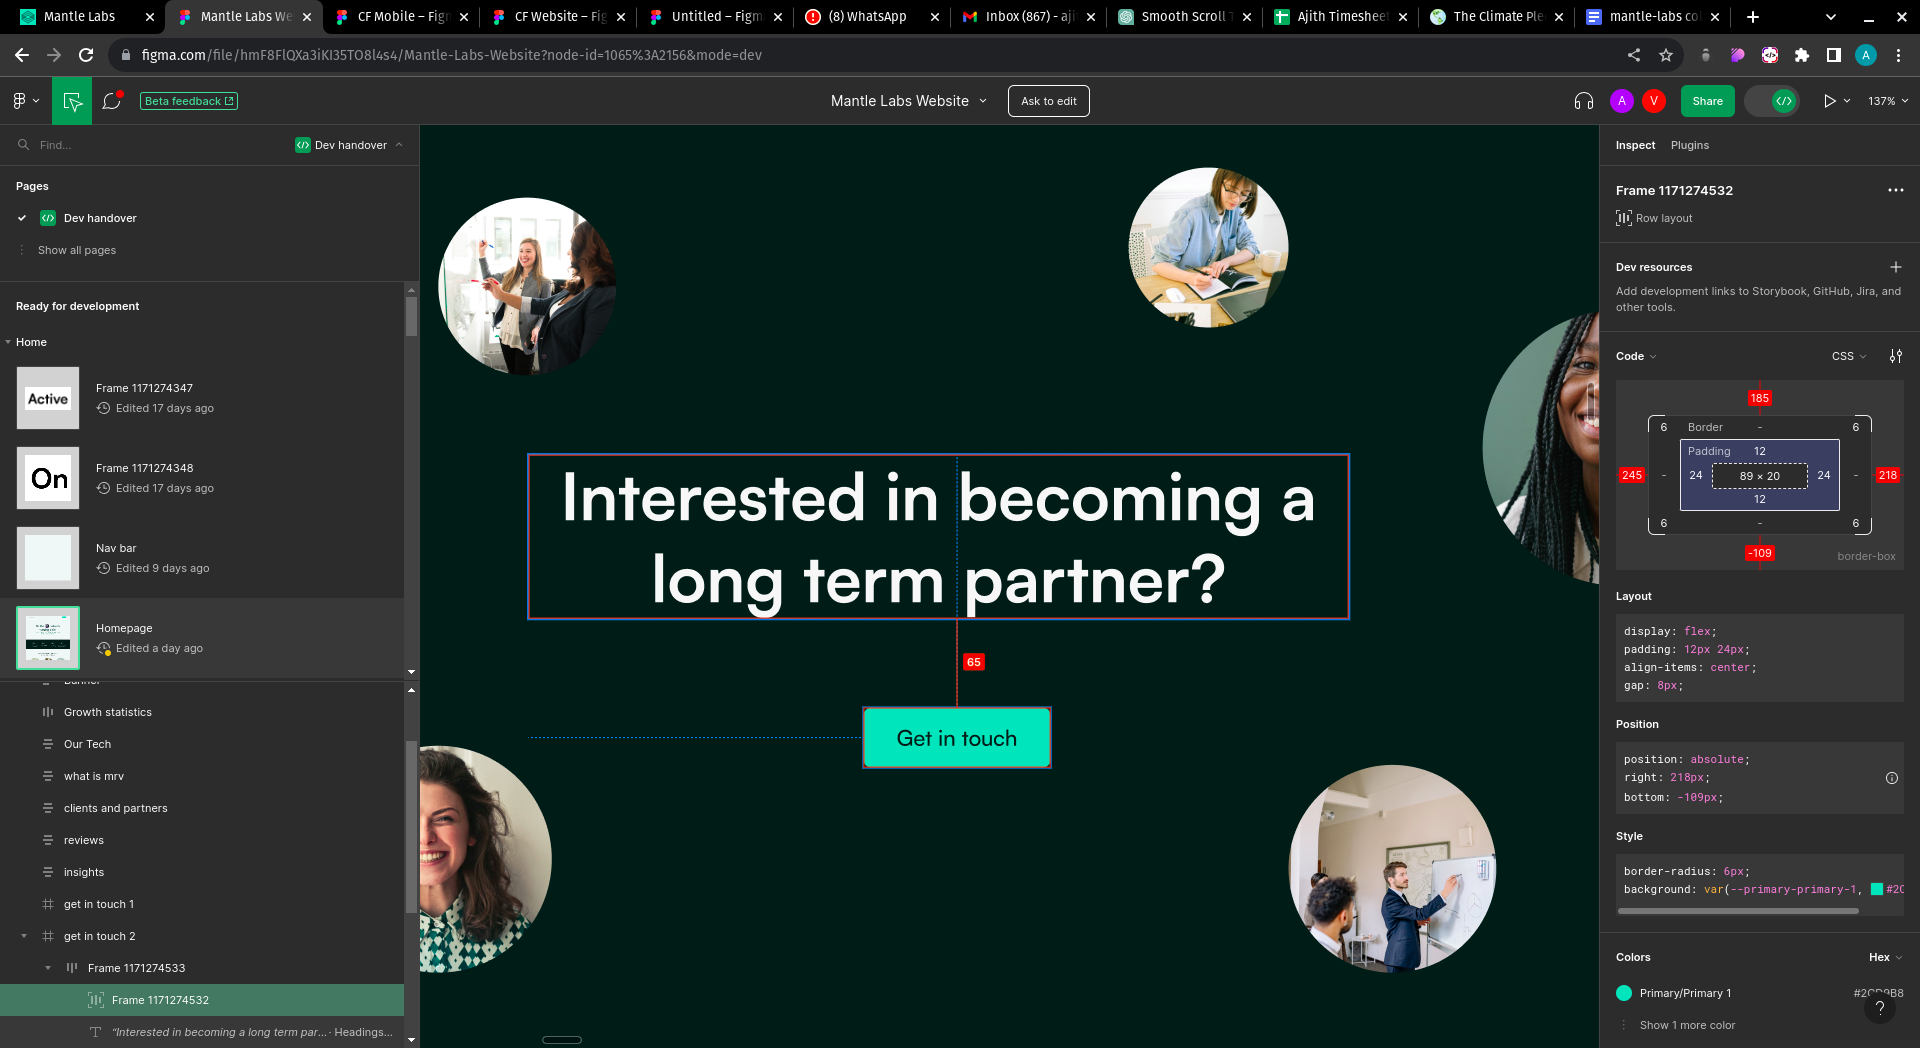 Mantle Labs
Mantle Labs We
CF Mobile – Figm
CF Website – Fig
Untitled – Figm
(8) WhatsApp
Inbox (867) - aji
Smooth Scroll T
Ajith Timesheet
The Climate Ple
mantle-labs co
figma.com/file/hmF8FlQXa3iKI35TO8l4s4/Mantle-Labs-Website?node-id=1065%3A2156&mode=dev
A
Beta feedback
Mantle Labs Website
Ask to edit
A
V
Share
137%
Find...
Dev handover
Pages
Dev handover
Show all pages
Ready for development
Home
Active
Frame 1171274347
Edited 17 days ago
On
Frame 1171274348
Edited 17 days ago
Nav bar
Edited 9 days ago
Homepage
Edited a day ago
Banner
Growth statistics
Our Tech
what is mrv
clients and partners
reviews
insights
get in touch 1
get in touch 2
Frame 1171274533
Frame 1171274532
“Interested in becoming a long term par... · Headings...
Interested in becoming a
long term partner?
65
Get in touch
Inspect
Plugins
Frame 1171274532
Row layout
Dev resources
Add development links to Storybook, GitHub, Jira, and
other tools.
Code
CSS
185
6
Border
-
6
Padding
12
245
-
24
89 × 20
24
-
218
12
6
-
6
-109
border-box
Layout
display: flex;
padding: 12px 24px;
align-items: center;
gap: 8px;
Position
position: absolute;
right: 218px;
bottom: -109px;
Style
border-radius: 6px;
background: var(--primary-primary-1, #2C
Colors
Hex
Primary/Primary 1
?
Show 1 more color